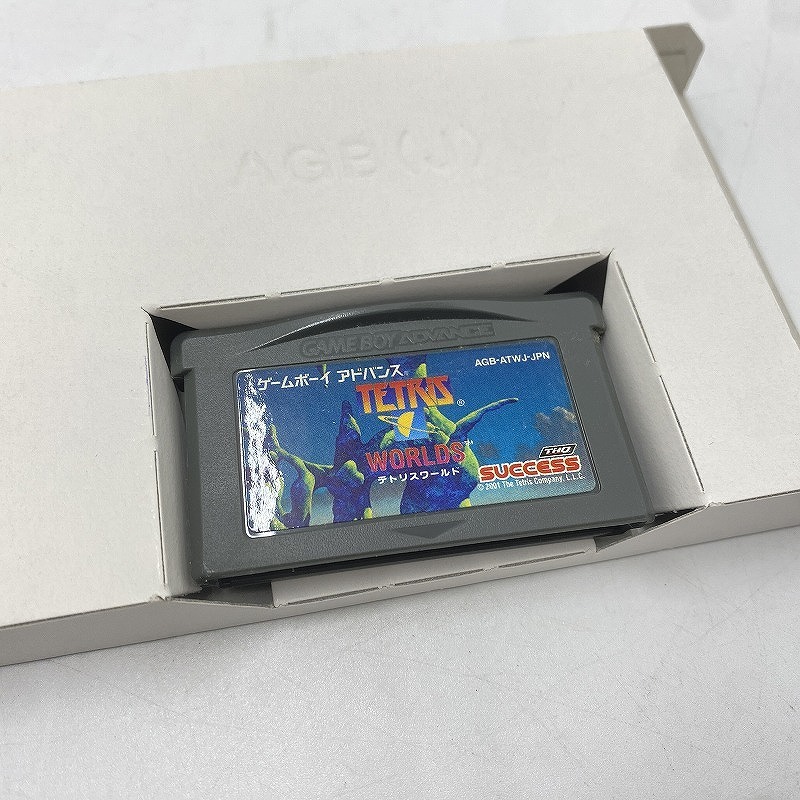 AGB (J)
GAME BOY ADVANCE
ゲームボーイ アドバンス
AGB-ATWJ-JPN
TETRIS®
WORLDS™
テトリスワールド
THQ
SUCCESS
© 2001 The Tetris Company, L.L.C.